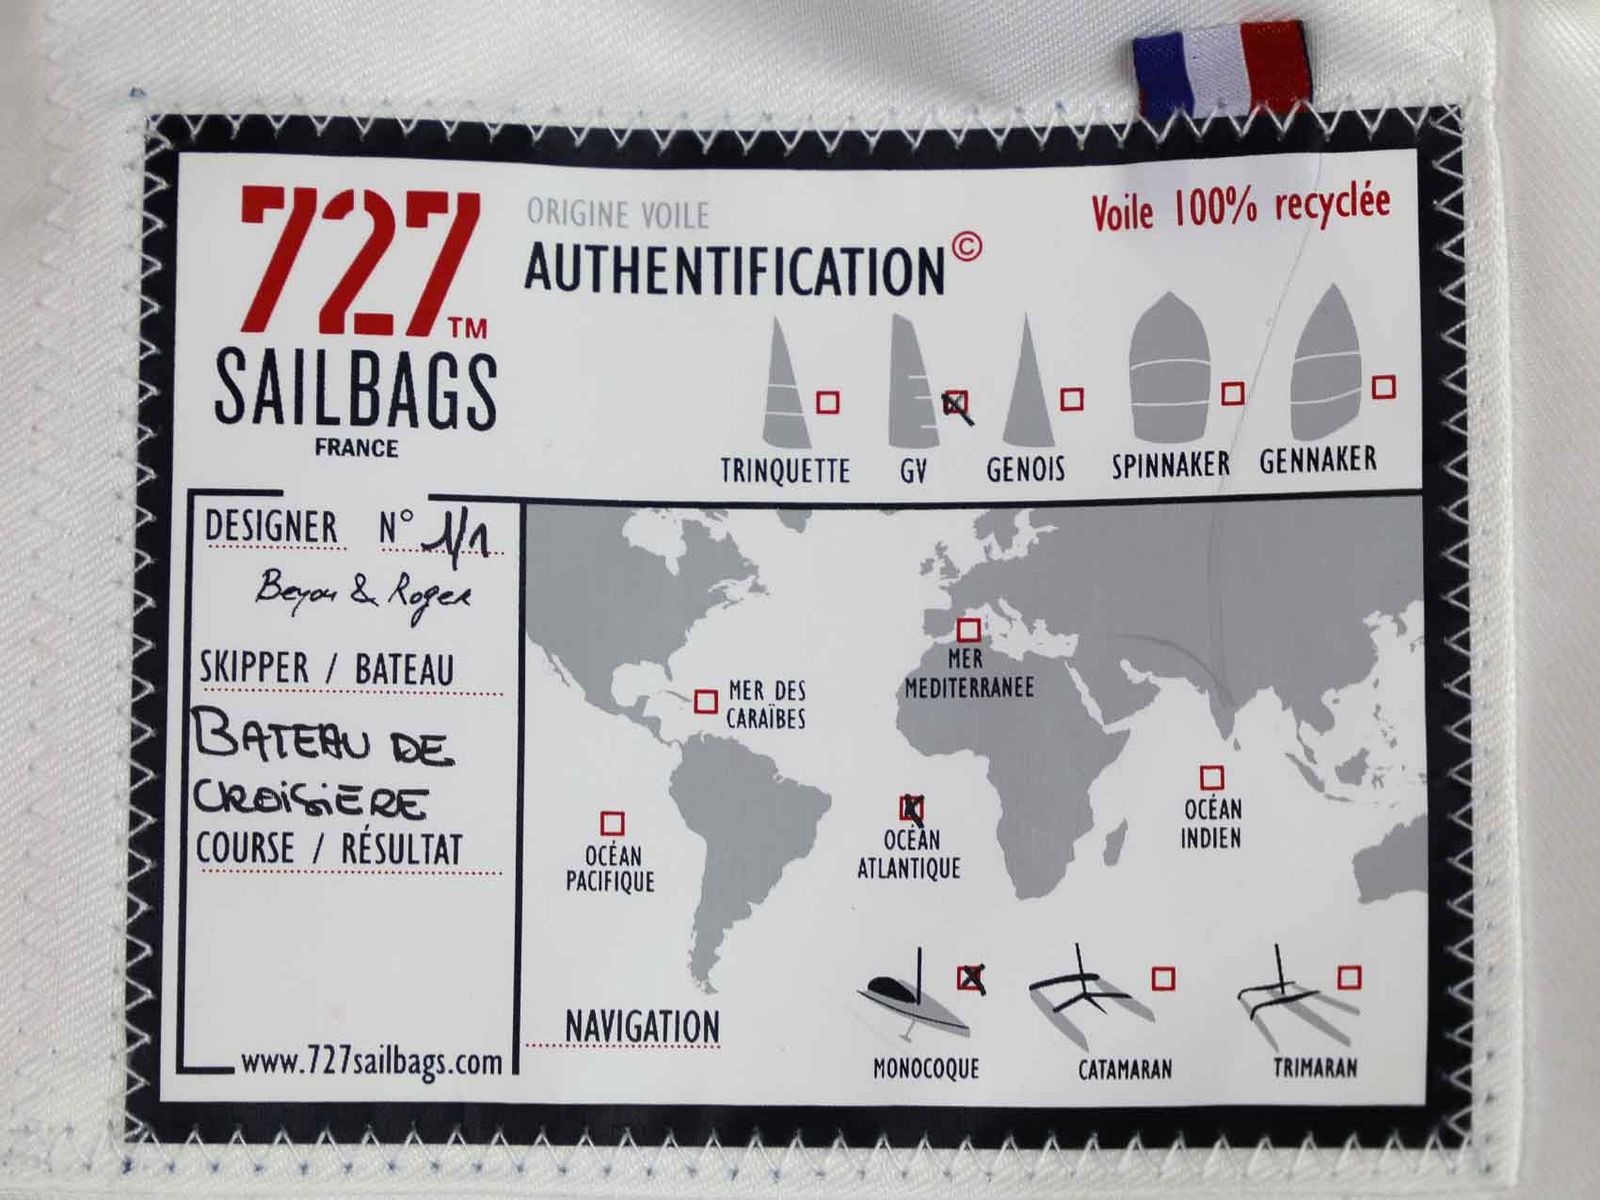 727 TM
SAILBAGS
FRANCE
ORIGINE VOILE
AUTHENTIFICATION©
Voile 100% recyclée
TRINQUETTE
GV
GENOIS
SPINNAKER
GENNAKER
DESIGNER N° 1/1
Beyou & Roger
SKIPPER / BATEAU
BATEAU DE
CROISIERE
COURSE / RÉSULTAT
www.727sailbags.com
MER
MEDITERRANEE
MER DES
CARAÏBES
OCÉAN
PACIFIQUE
OCÉAN
ATLANTIQUE
OCÉAN
INDIEN
NAVIGATION
MONOCOQUE
CATAMARAN
TRIMARAN